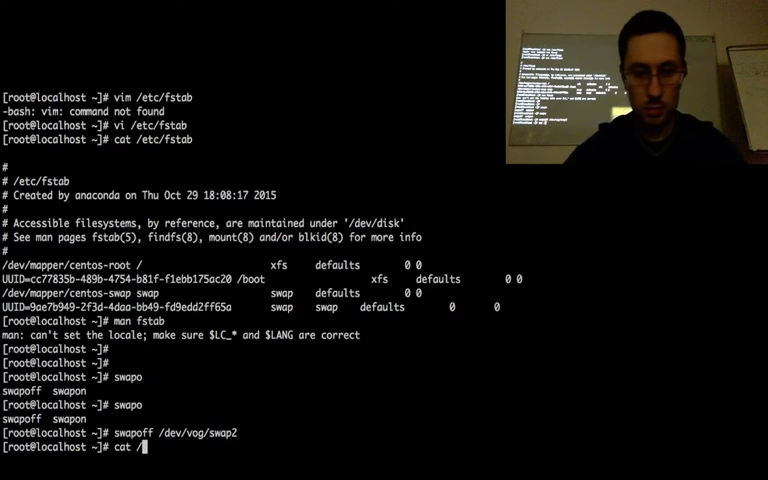 [root@localhost ~]# vim /etc/fstab
-bash: vim: command not found
[root@localhost ~]# vi /etc/fstab
[root@localhost ~]# cat /etc/fstab
#
# /etc/fstab
# Created by anaconda on Thu Oct 29 18:08:17 2015
#
# Accessible filesystems, by reference, are maintained under '/dev/disk'
# See man pages fstab(5), findfs(8), mount(8) and/or blkid(8) for more info
#
/dev/mapper/centos-root / xfs defaults 0 0
UUID=cc77835b-489b-4754-b81f-f1ebb175ac20 /boot xfs defaults 0 0
/dev/mapper/centos-swap swap swap defaults 0 0
UUID=9ae7b949-2f3d-4daa-bb49-fd9edd2ff65a swap swap defaults 0 0
[root@localhost ~]# man fstab
man: can't set the locale; make sure $LC_* and $LANG are correct
[root@localhost ~]#
[root@localhost ~]#
[root@localhost ~]# swapo
swapoff swapon
[root@localhost ~]# swapo
swapoff swapon
[root@localhost ~]# swapoff /dev/vog/swap2
[root@localhost ~]# cat /